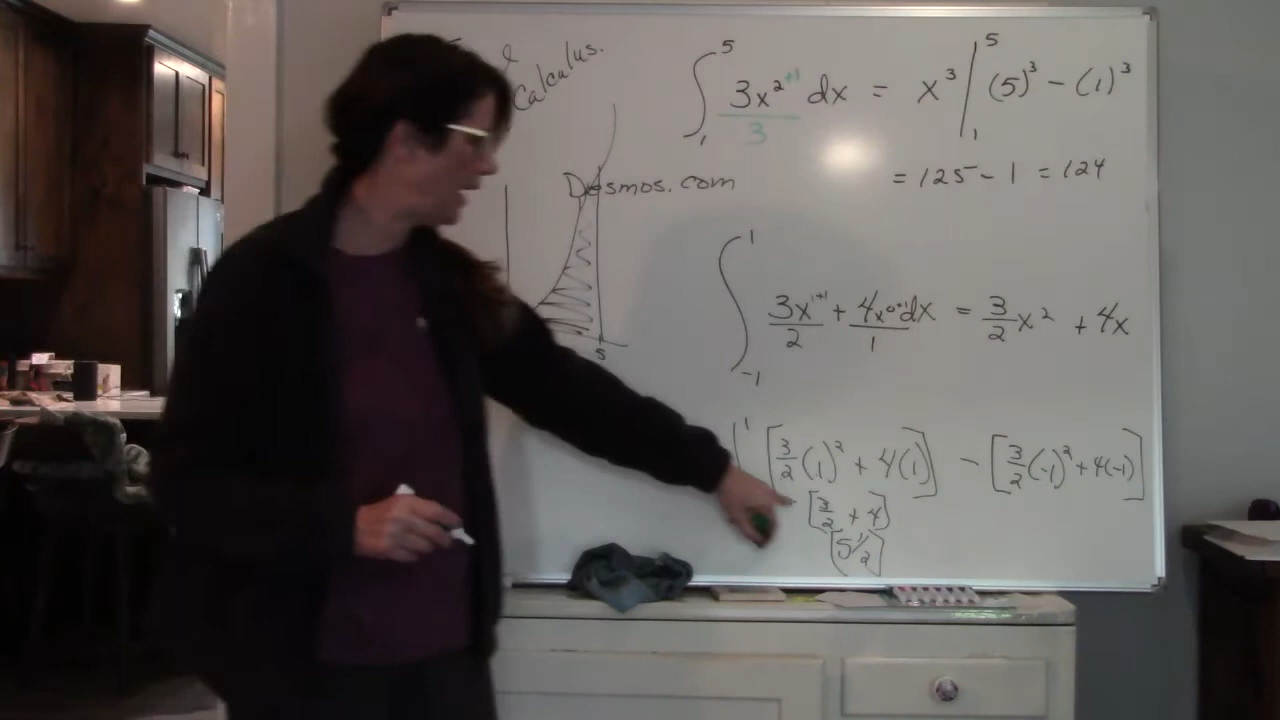 &
Calculus.
∫₁⁵ 3x²⁺¹/3 dx = x³ |₁⁵ (5)³ - (1)³
= 125 - 1 = 124
Desmos.com
5
∫₋₁¹ 3x¹⁺¹/2 + 4x⁰⁺¹/1 dx = 3/2 x² + 4x
|¹ [3/2 (1)² + 4(1)] - [3/2 (-1)² + 4(-1)]
[3/2 + 4]
[5 1/2]